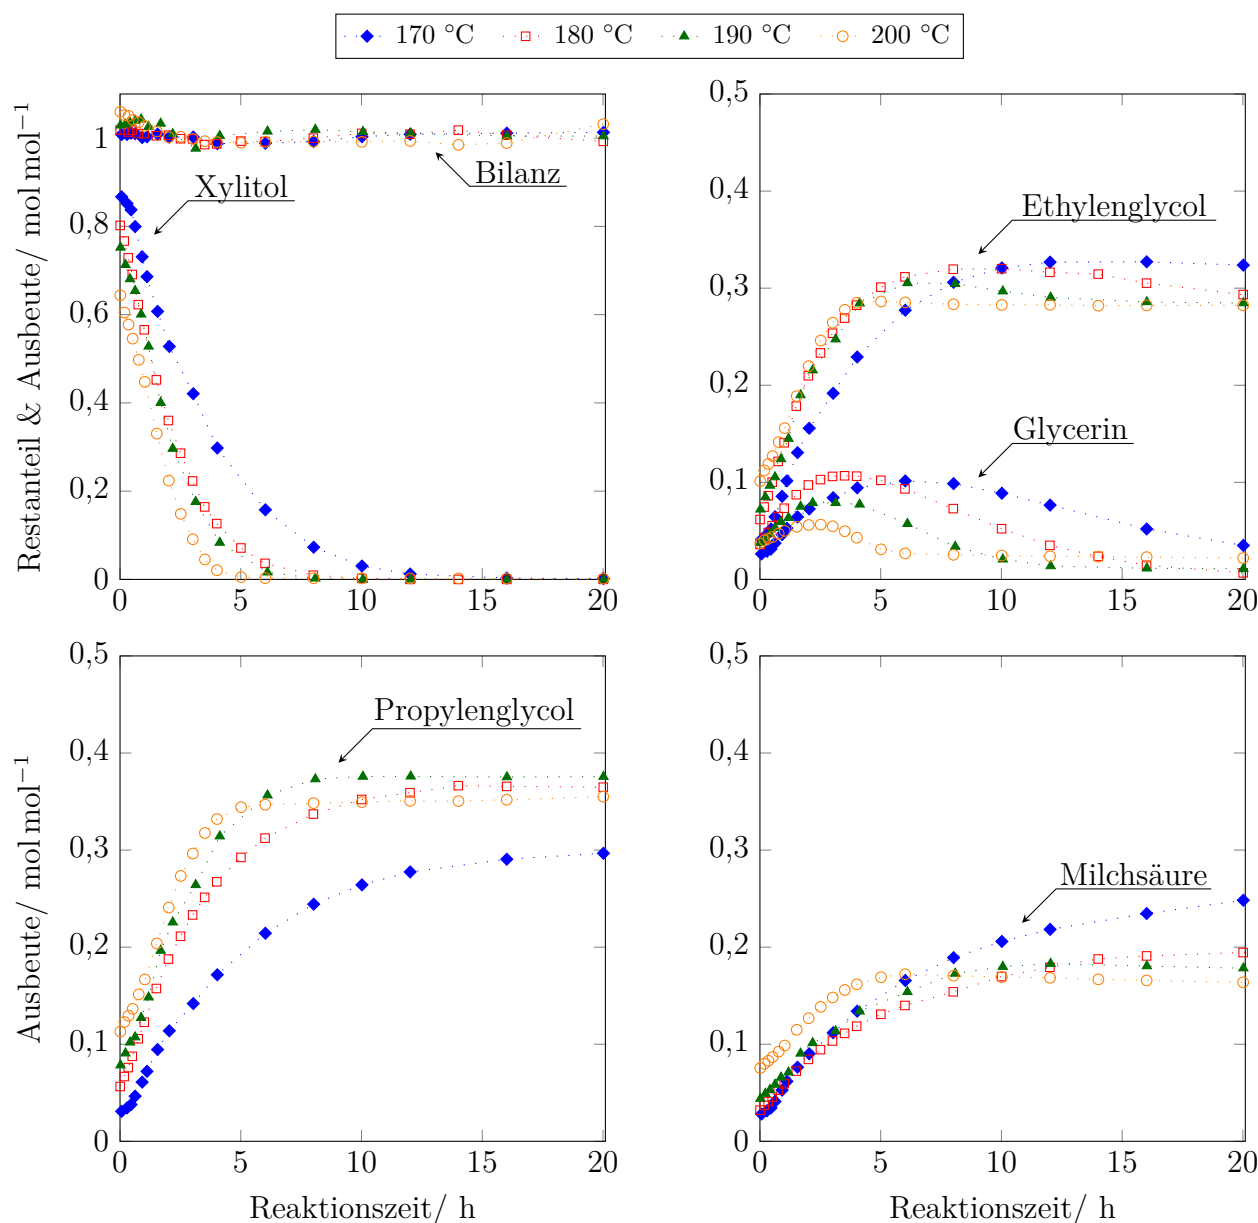 170 °C 180 °C 190 °C 200 °C
Restanteil & Ausbeute/ mol mol⁻¹
1
0,8
0,6
0,4
0,2
0
0 5 10 15 20
Xylitol
Bilanz
0,5
0,4
0,3
0,2
0,1
0
0 5 10 15 20
Ethylenglycol
Glycerin
Ausbeute/ mol mol⁻¹
0,5
0,4
0,3
0,2
0,1
0
0 5 10 15 20
Propylenglycol
Reaktionszeit/ h
0,5
0,4
0,3
0,2
0,1
0
0 5 10 15 20
Milchsäure
Reaktionszeit/ h